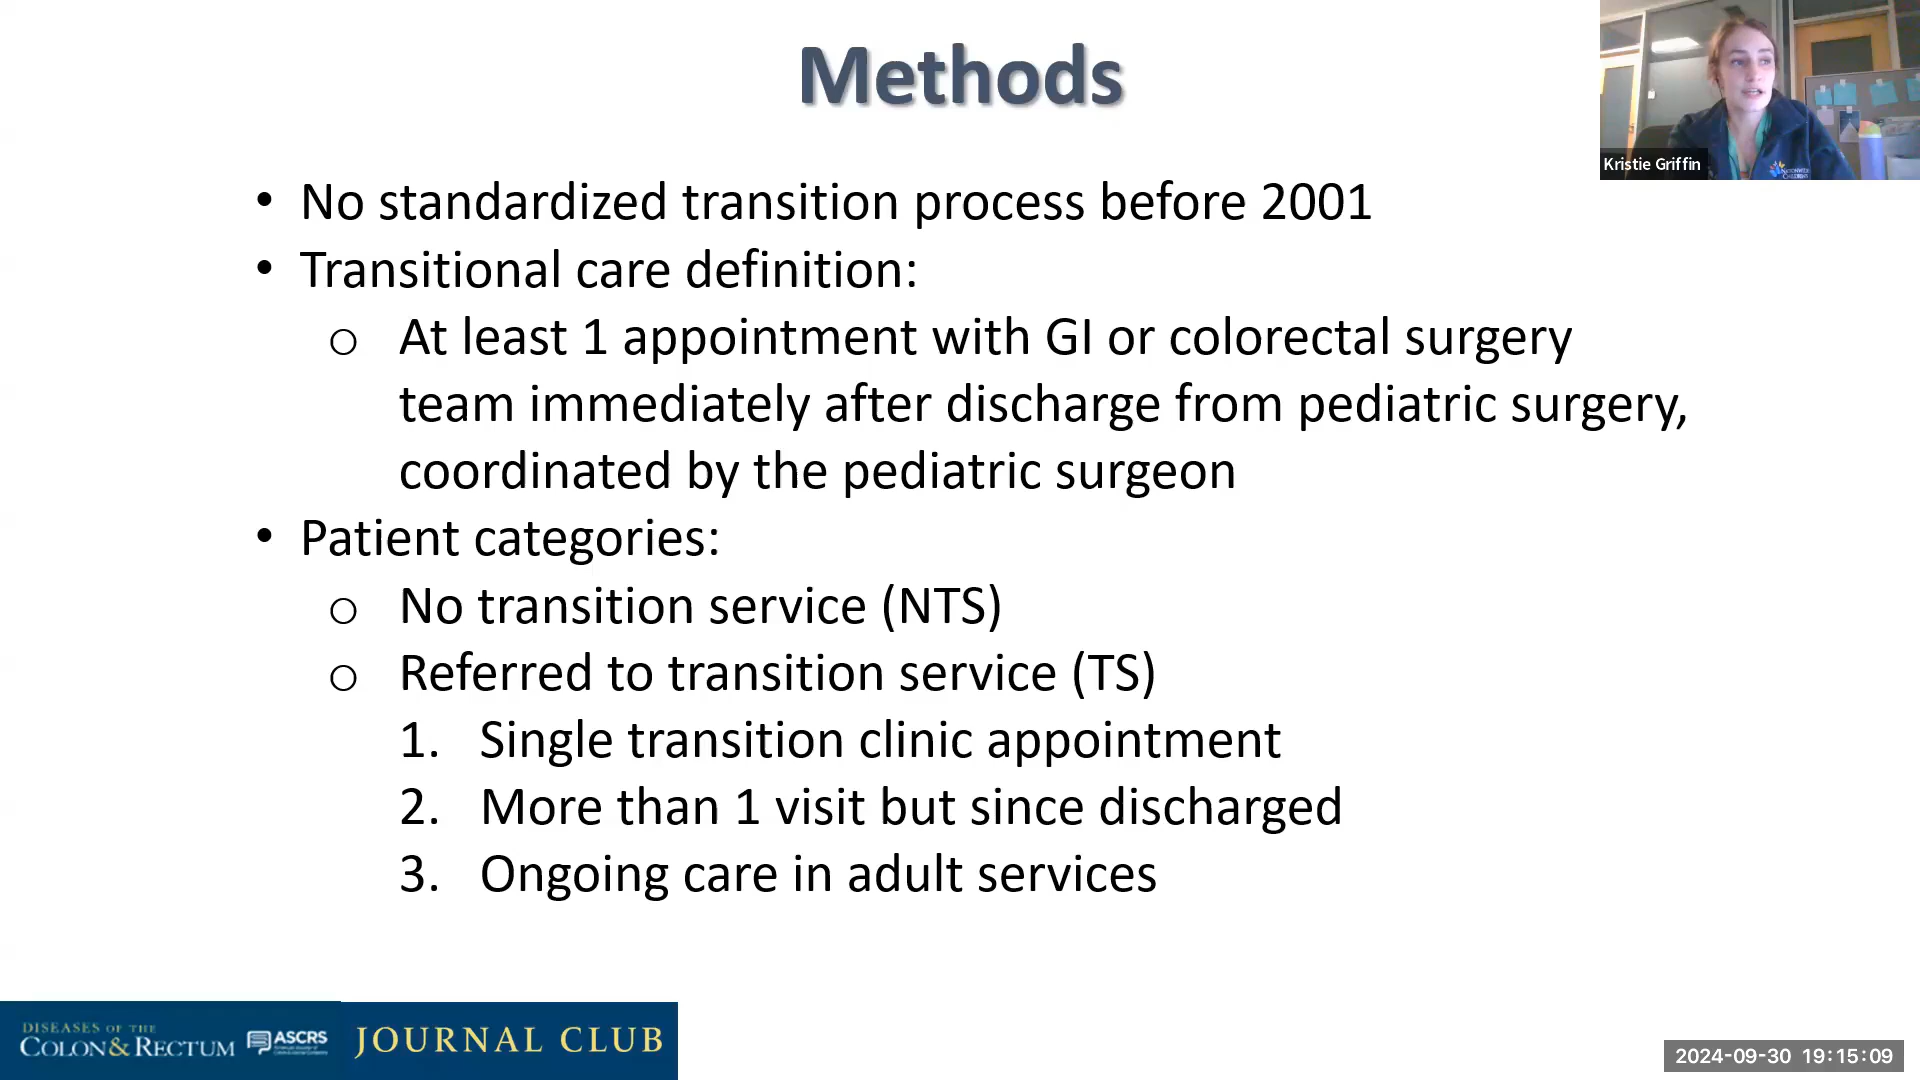 Methods
Kristie Griffin
• No standardized transition process before 2001
• Transitional care definition:
o At least 1 appointment with GI or colorectal surgery
team immediately after discharge from pediatric surgery,
coordinated by the pediatric surgeon
• Patient categories:
o No transition service (NTS)
o Referred to transition service (TS)
1. Single transition clinic appointment
2. More than 1 visit but since discharged
3. Ongoing care in adult services
DISEASES OF THE
COLON & RECTUM
ASCRS
JOURNAL CLUB
2024-09-30 19:15:09